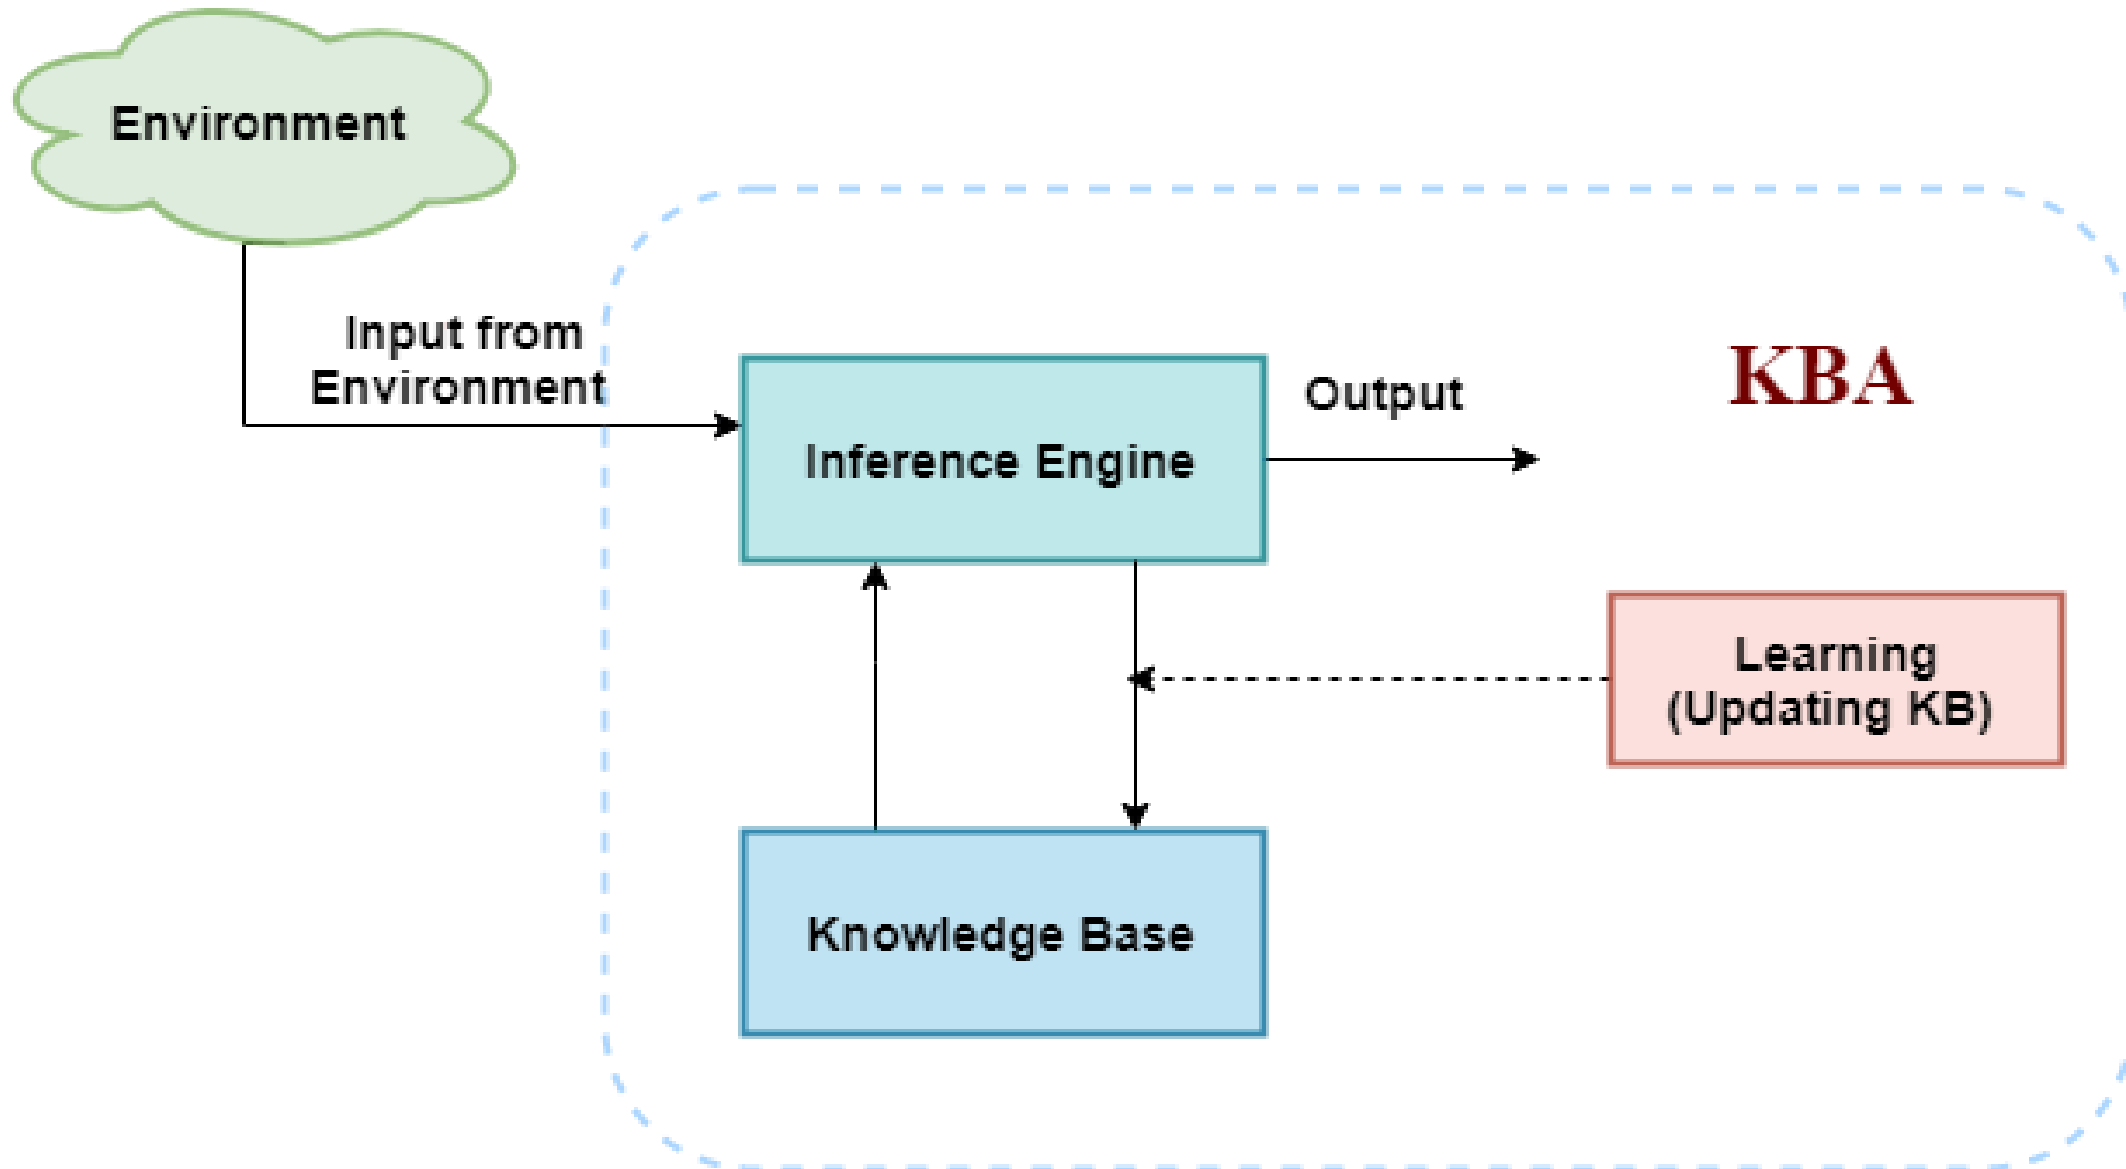 Environment
Input from
Environment
Inference Engine
Output
KBA
Learning
(Updating KB)
Knowledge Base